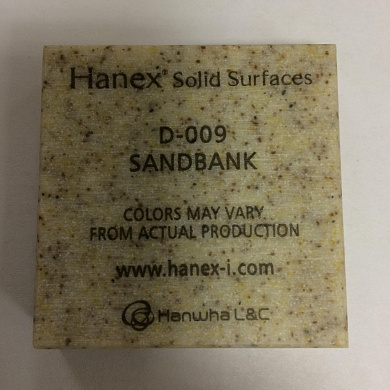 Hanex® Solid Surfaces
D-009
SANDBANK
COLORS MAY VARY
FROM ACTUAL PRODUCTION
www.hanex-i.com
Hanwha L&C